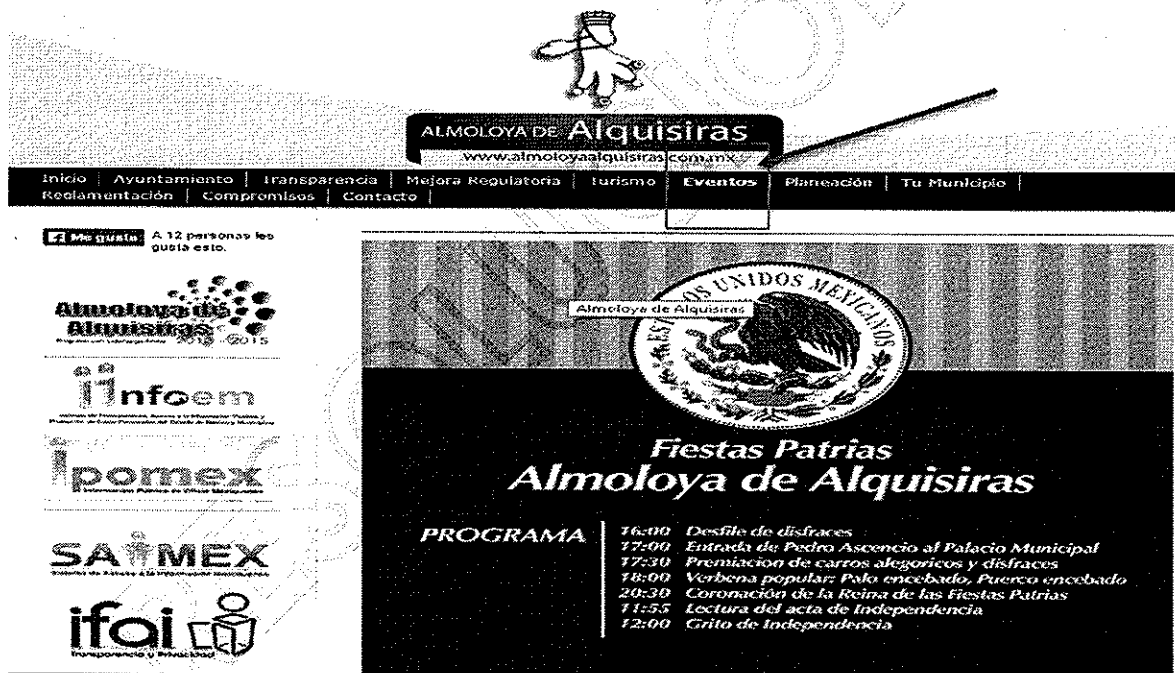 ALMOLOYA DE Alquisiras
www.almoloyaalquisiras.com.mx
Inicio | Ayuntamiento | Transparencia | Mejora Regulatoria | Turismo | Eventos | Planeación | Tu Municipio |
Reglamentación | Compromisos | Contacto |
Me gusta A 12 personas les
gusta esto.
Almoloya de
Alquisiras
2013 - 2015
infoem
ipomex
Información Pública de Oficio Mexiquense
SAIMEX
ifai
Transparencia y Privacidad
ESTADOS UNIDOS MEXICANOS
Almoloya de Alquisiras
Fiestas Patrias
Almoloya de Alquisiras
PROGRAMA
16:00 Desfile de disfraces
17:00 Entrada de Pedro Ascencio al Palacio Municipal
17:30 Premiacion de carros alegoricos y disfraces
18:00 Verbena popular: Palo encebado, Puerco encebado
20:30 Coronación de la Reina de las Fiestas Patrias
11:55 Lectura del acta de Independencia
12:00 Grito de Independencia